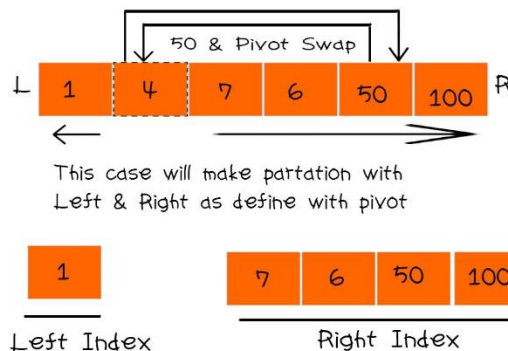 50 & Pivot Swap
L 1 4 7 6 50 100 R
This case will make partation with
Left & Right as define with pivot
1 7 6 50 100
Left Index Right Index